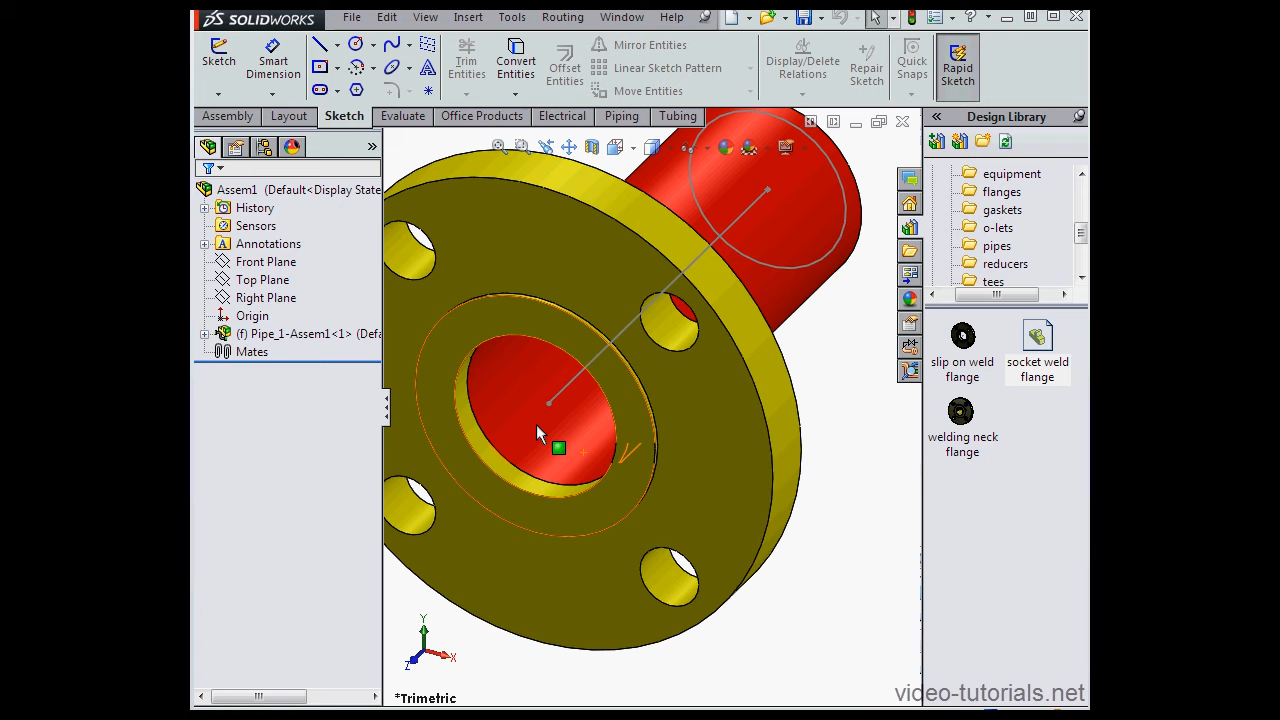 SOLIDWORKS File Edit View Insert Tools Routing Window Help
Sketch Smart Dimension Trim Entities Convert Entities Offset Entities Mirror Entities Linear Sketch Pattern Move Entities Display/Delete Relations Repair Sketch Quick Snaps Rapid Sketch
Assembly Layout Sketch Evaluate Office Products Electrical Piping Tubing
Design Library
equipment
flanges
gaskets
o-lets
pipes
reducers
tees
Assem1 (Default<Display State
History
Sensors
Annotations
Front Plane
Top Plane
Right Plane
Origin
(f) Pipe_1-Assem1<1> (Defa
Mates
slip on weld flange
socket weld flange
welding neck flange
Y
X
Z
*Trimetric
video-tutorials.net